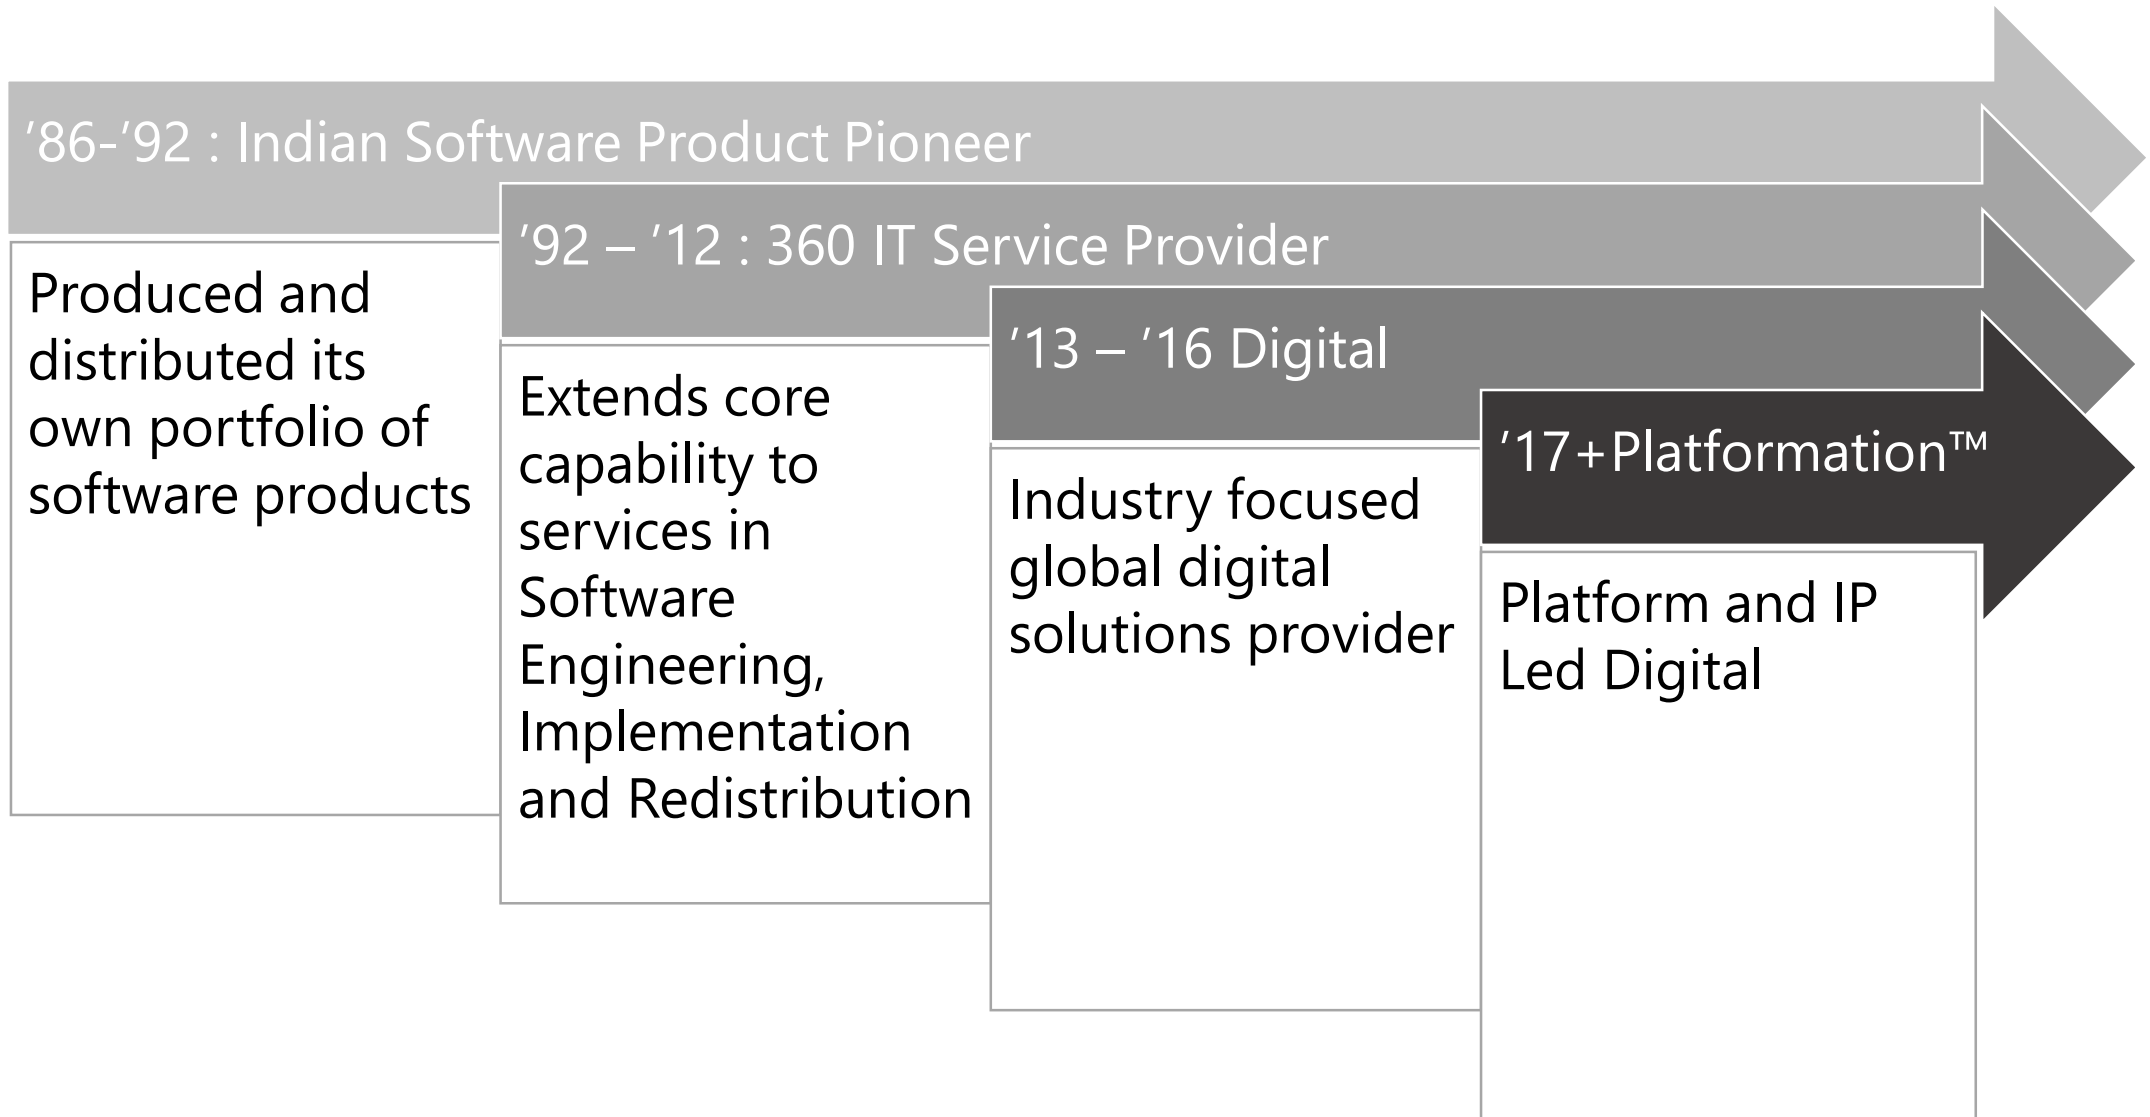 ’86-’92 : Indian Software Product Pioneer
Produced and
distributed its
own portfolio of
software products
’92 – ’12 : 360 IT Service Provider
Extends core
capability to
services in
Software
Engineering,
Implementation
and Redistribution
’13 – ’16 Digital
Industry focused
global digital
solutions provider
’17+Platformation™
Platform and IP
Led Digital